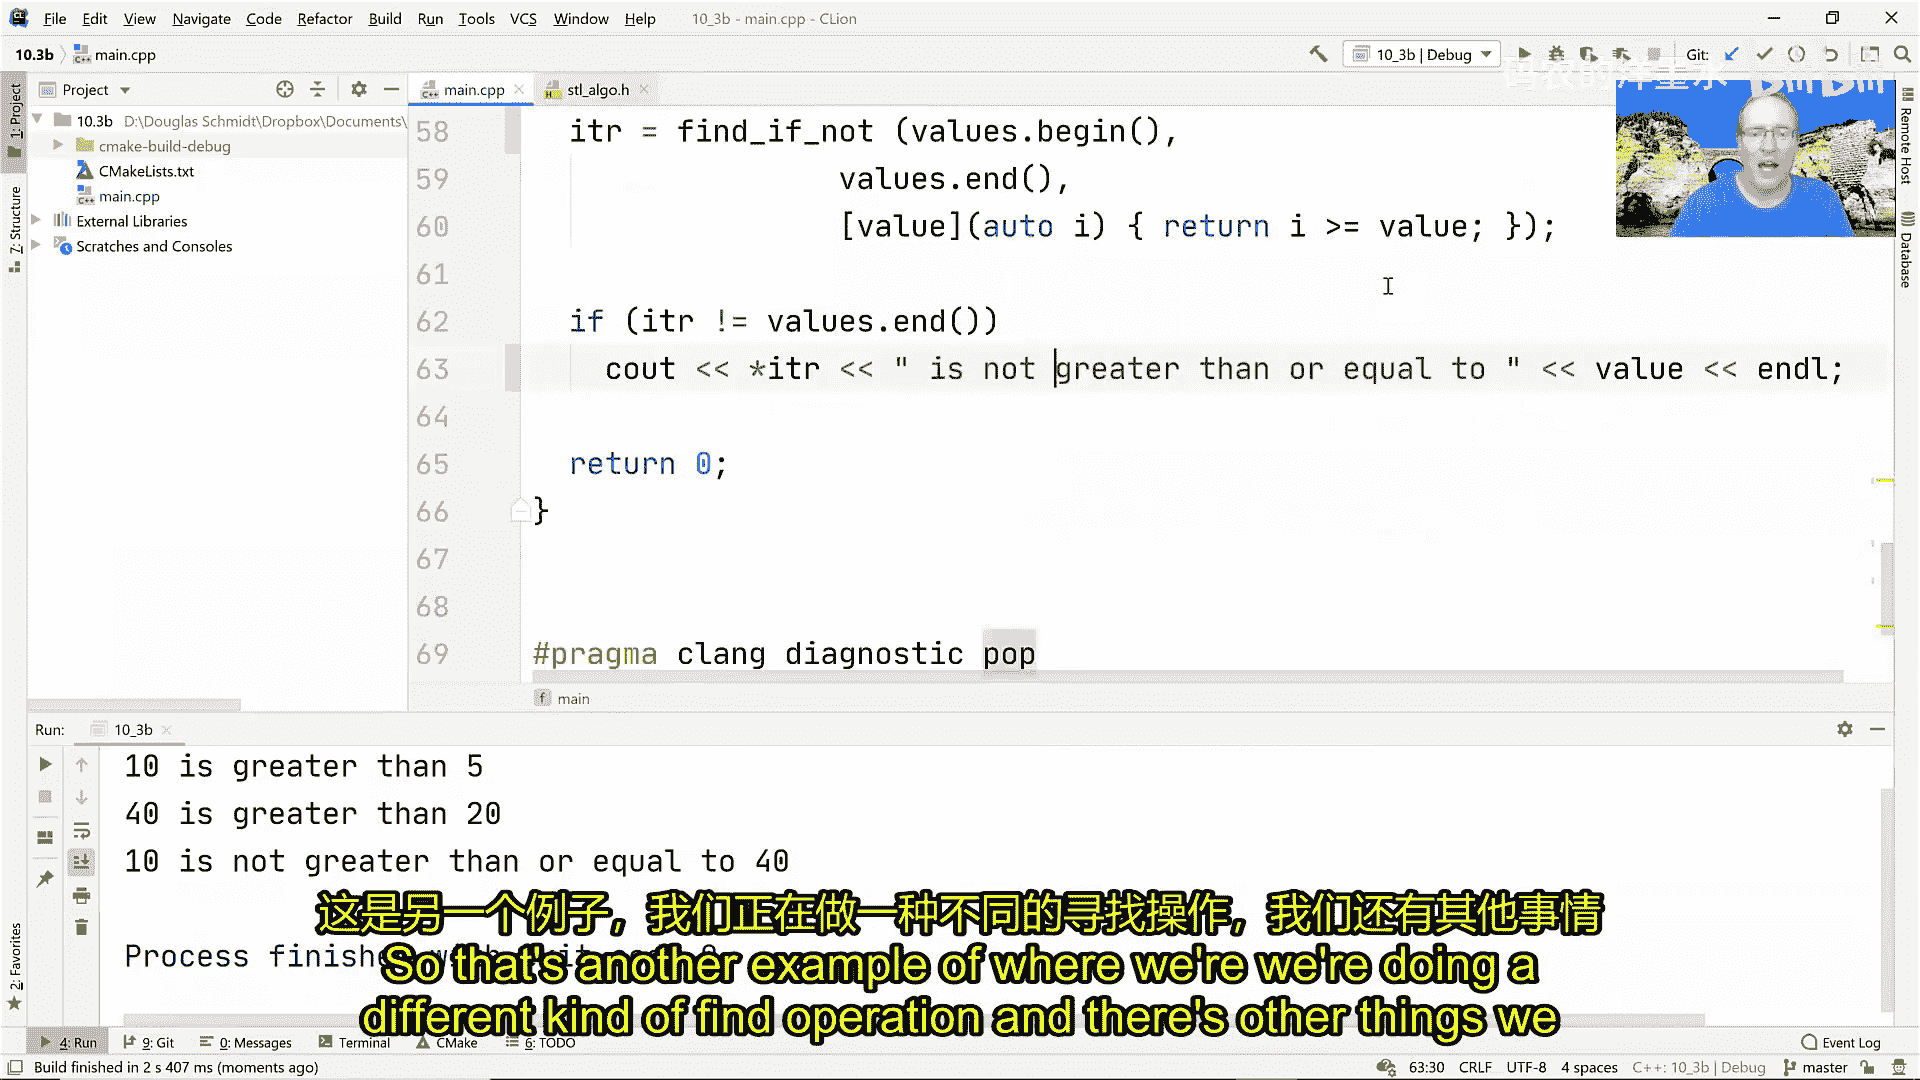 File Edit View Navigate Code Refactor Build Run Tools VCS Window Help 10_3b - main.cpp - CLion
10.3b main.cpp 10_3b | Debug Git:
1: Project
Project
main.cpp
stl_algo.h
10.3b D:\Douglas Schmidt\Dropbox\Documents\
cmake-build-debug
CMakeLists.txt
main.cpp
External Libraries
Scratches and Consoles
7: Structure
58 itr = find_if_not (values.begin(),
59 values.end(),
60 [value](auto i) { return i >= value; });
61
62 if (itr != values.end())
63 cout << *itr << " is not greater than or equal to " << value << endl;
64
65 return 0;
66 }
67
68
69 #pragma clang diagnostic pop
main
Remote Host
Database
Run: 10_3b
10 is greater than 5
40 is greater than 20
10 is not greater than or equal to 40
Process finishe
这是另一个例子，我们正在做一种不同的寻找操作，我们还有其他事情
So that's another example of where we're we're doing a
different kind of find operation and there's other things we
2: Favorites
4: Run 9: Git 0: Messages Terminal CMake 6: TODO Event Log
Build finished in 2 s 407 ms (moments ago) 63:30 CRLF UTF-8 4 spaces C++: 10_3b | Debug master